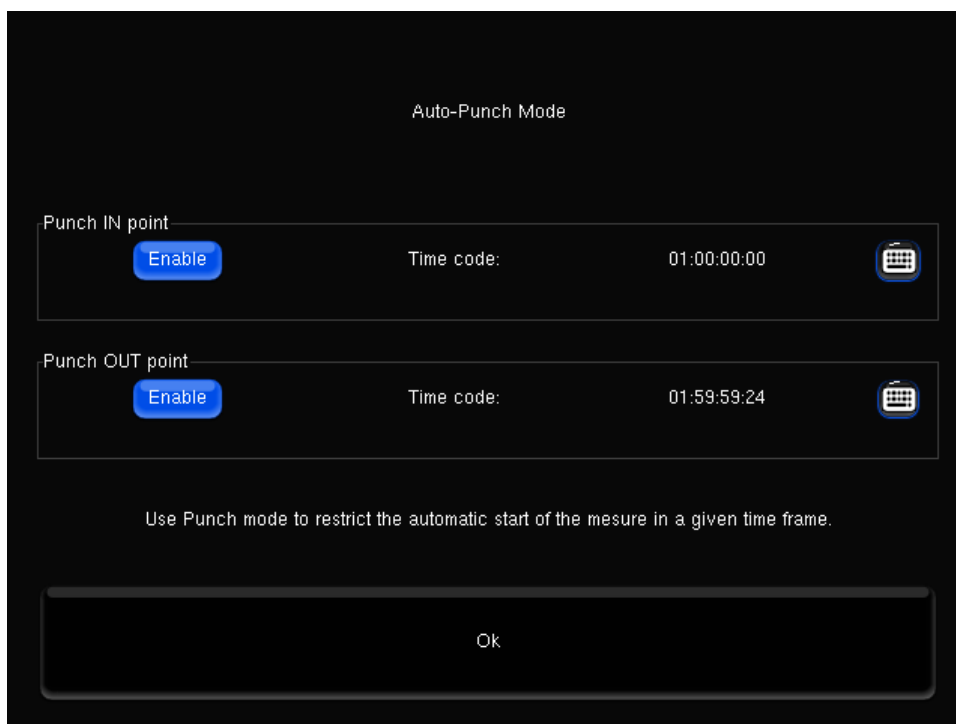 Auto-Punch Mode
Punch IN point
Enable Time code: 01:00:00:00
Punch OUT point
Enable Time code: 01:59:59:24
Use Punch mode to restrict the automatic start of the mesure in a given time frame.
Ok